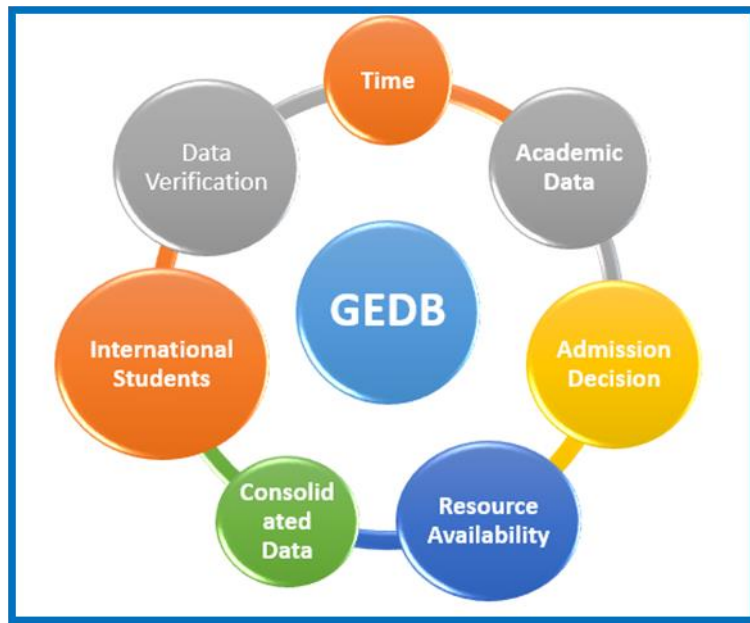 Time
Academic
Data
Admission
Decision
Resource
Availability
Consolid
ated
Data
International
Students
Data
Verification
GEDB